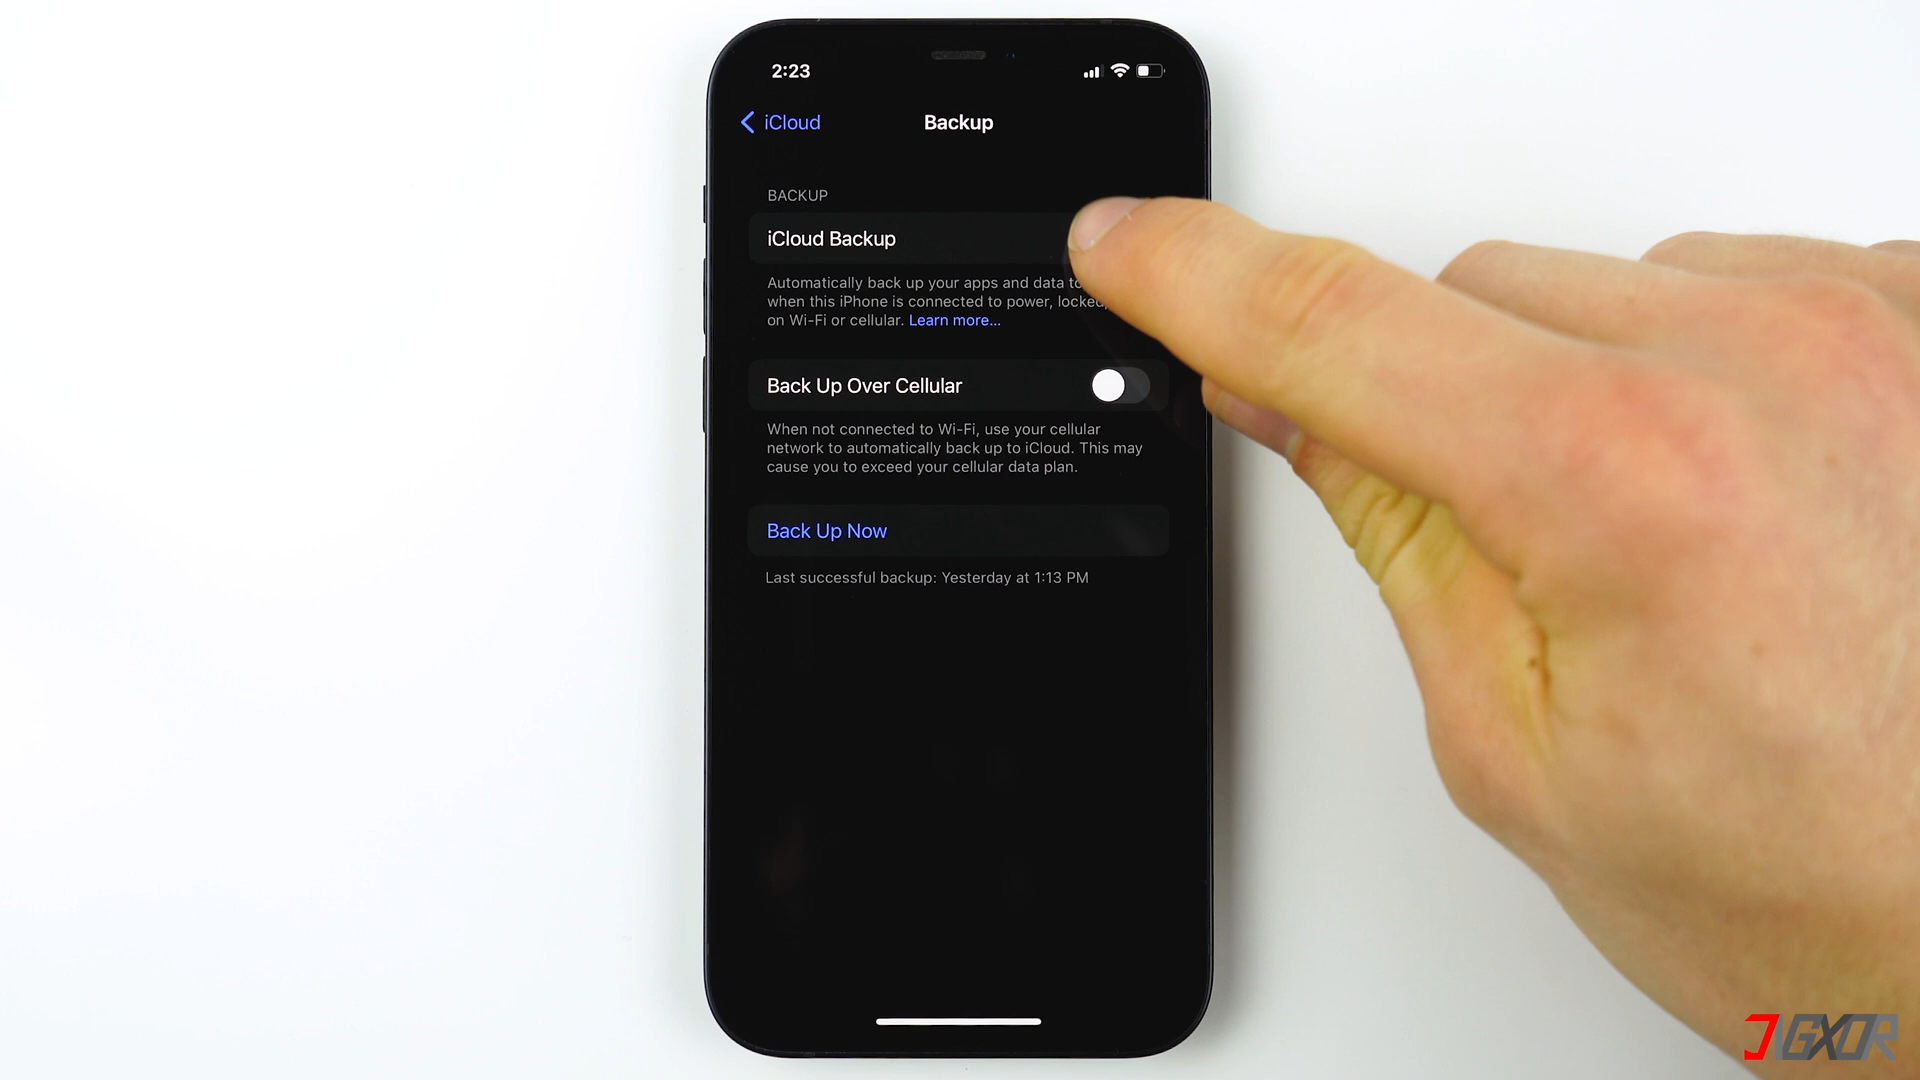 2:23
iCloud
Backup
BACKUP
iCloud Backup
Automatically back up your apps and data to
when this iPhone is connected to power, locked,
on Wi-Fi or cellular. Learn more...
Back Up Over Cellular
When not connected to Wi-Fi, use your cellular
network to automatically back up to iCloud. This may
cause you to exceed your cellular data plan.
Back Up Now
Last successful backup: Yesterday at 1:13 PM
JIGXOR